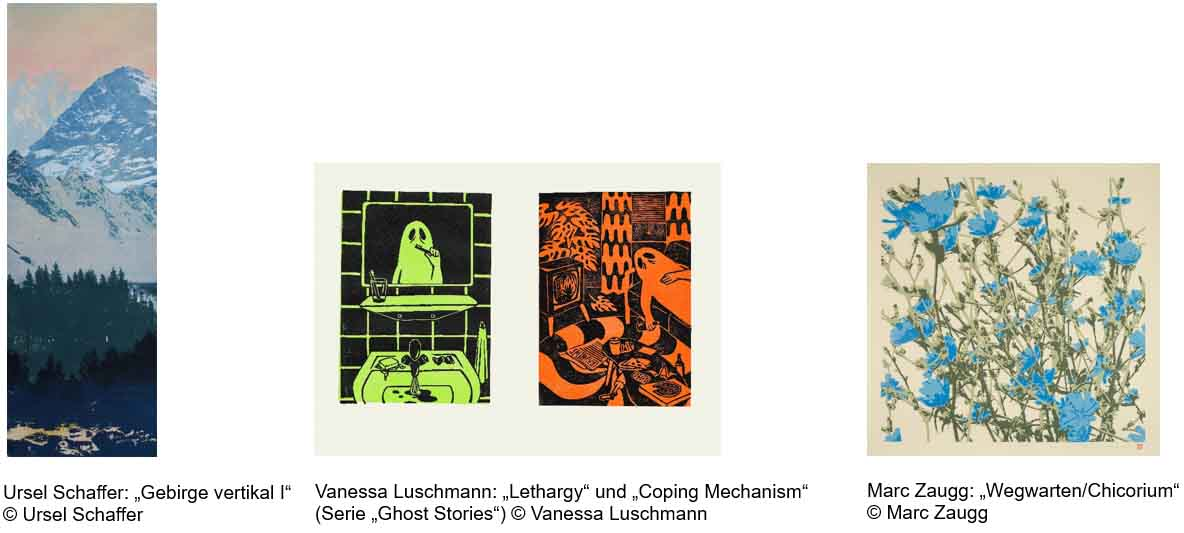 Ursel Schaffer: „Gebirge vertikal I“
© Ursel Schaffer
Vanessa Luschmann: „Lethargy“ und „Coping Mechanism“
(Serie „Ghost Stories“) © Vanessa Luschmann
Marc Zaugg: „Wegwarten/Chicorium“
© Marc Zaugg